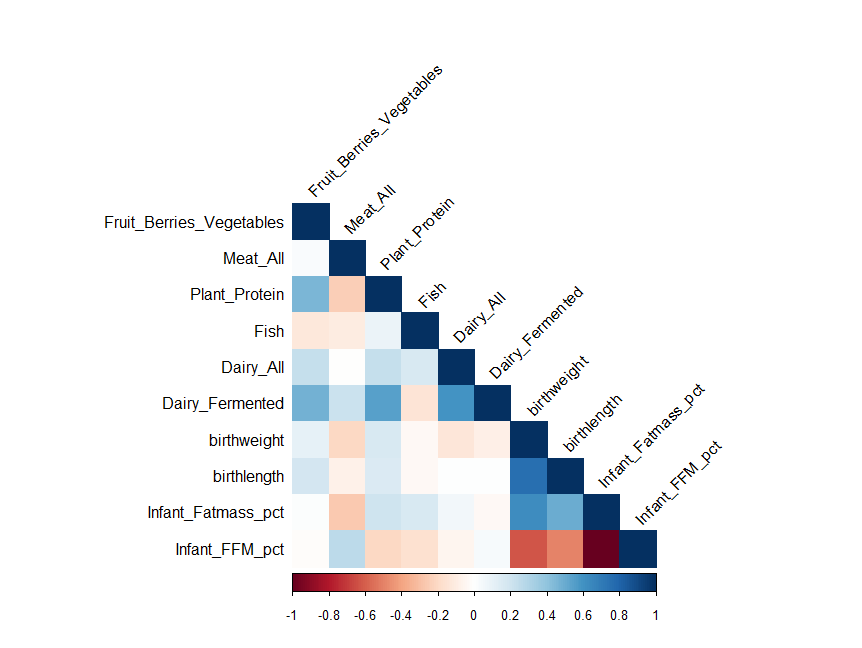 Fruit_Berries_Vegetables
Meat_All
Plant_Protein
Fish
Dairy_All
Dairy_Fermented
birthweight
birthlength
Infant_Fatmass_pct
Infant_FFM_pct
Fruit_Berries_Vegetables
Meat_All
Plant_Protein
Fish
Dairy_All
Dairy_Fermented
birthweight
birthlength
Infant_Fatmass_pct
Infant_FFM_pct
-1 -0.8 -0.6 -0.4 -0.2 0 0.2 0.4 0.6 0.8 1